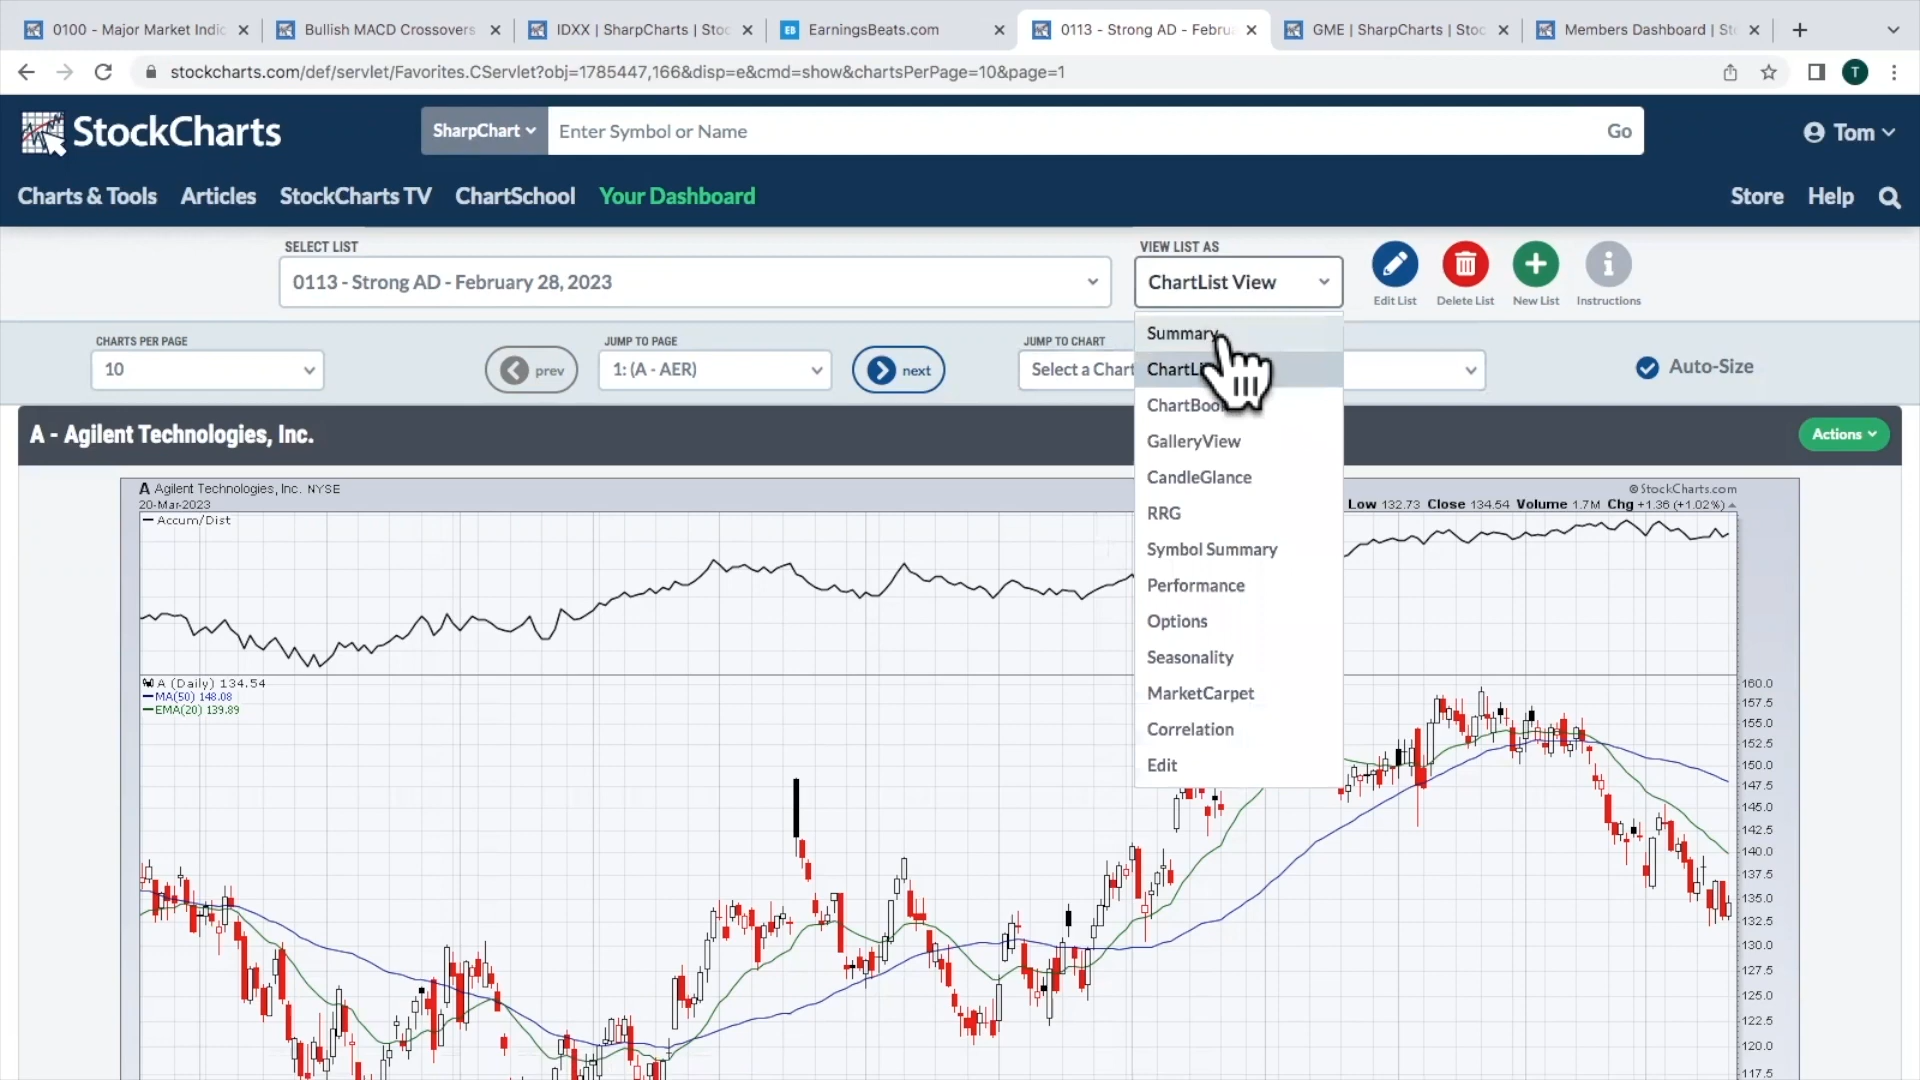 0100 - Major Market Indic
Bullish MACD Crossovers
IDXX | SharpCharts | Stoc
EB
EarningsBeats.com
0113 - Strong AD - Februa
GME | SharpCharts | Stoc
Members Dashboard | St
stockcharts.com/def/servlet/Favorites.CServlet?obj=1785447,166&disp=e&cmd=show&chartsPerPage=10&page=1
T
StockCharts
SharpChart
Enter Symbol or Name
Go
Tom
Charts & Tools
Articles
StockCharts TV
ChartSchool
Your Dashboard
Store
Help
SELECT LIST
0113 - Strong AD - February 28, 2023
VIEW LIST AS
ChartList View
Edit List
Delete List
New List
Instructions
CHARTS PER PAGE
10
prev
JUMP TO PAGE
1: (A - AER)
next
JUMP TO CHART
Select a Chart
Auto-Size
Summary
ChartLi
ChartBoo
GalleryView
CandleGlance
RRG
Symbol Summary
Performance
Options
Seasonality
MarketCarpet
Correlation
Edit
A - Agilent Technologies, Inc.
Actions
A Agilent Technologies, Inc. NYSE
©StockCharts.com
20-Mar-2023
Low 132.73 Close 134.54 Volume 1.7M Chg +1.36 (+1.02%)
Accum/Dist
A (Daily) 134.54
MA(50) 148.08
EMA(20) 139.89
160.0
157.5
155.0
152.5
150.0
147.5
145.0
142.5
140.0
137.5
135.0
132.5
130.0
127.5
125.0
122.5
120.0
117.5